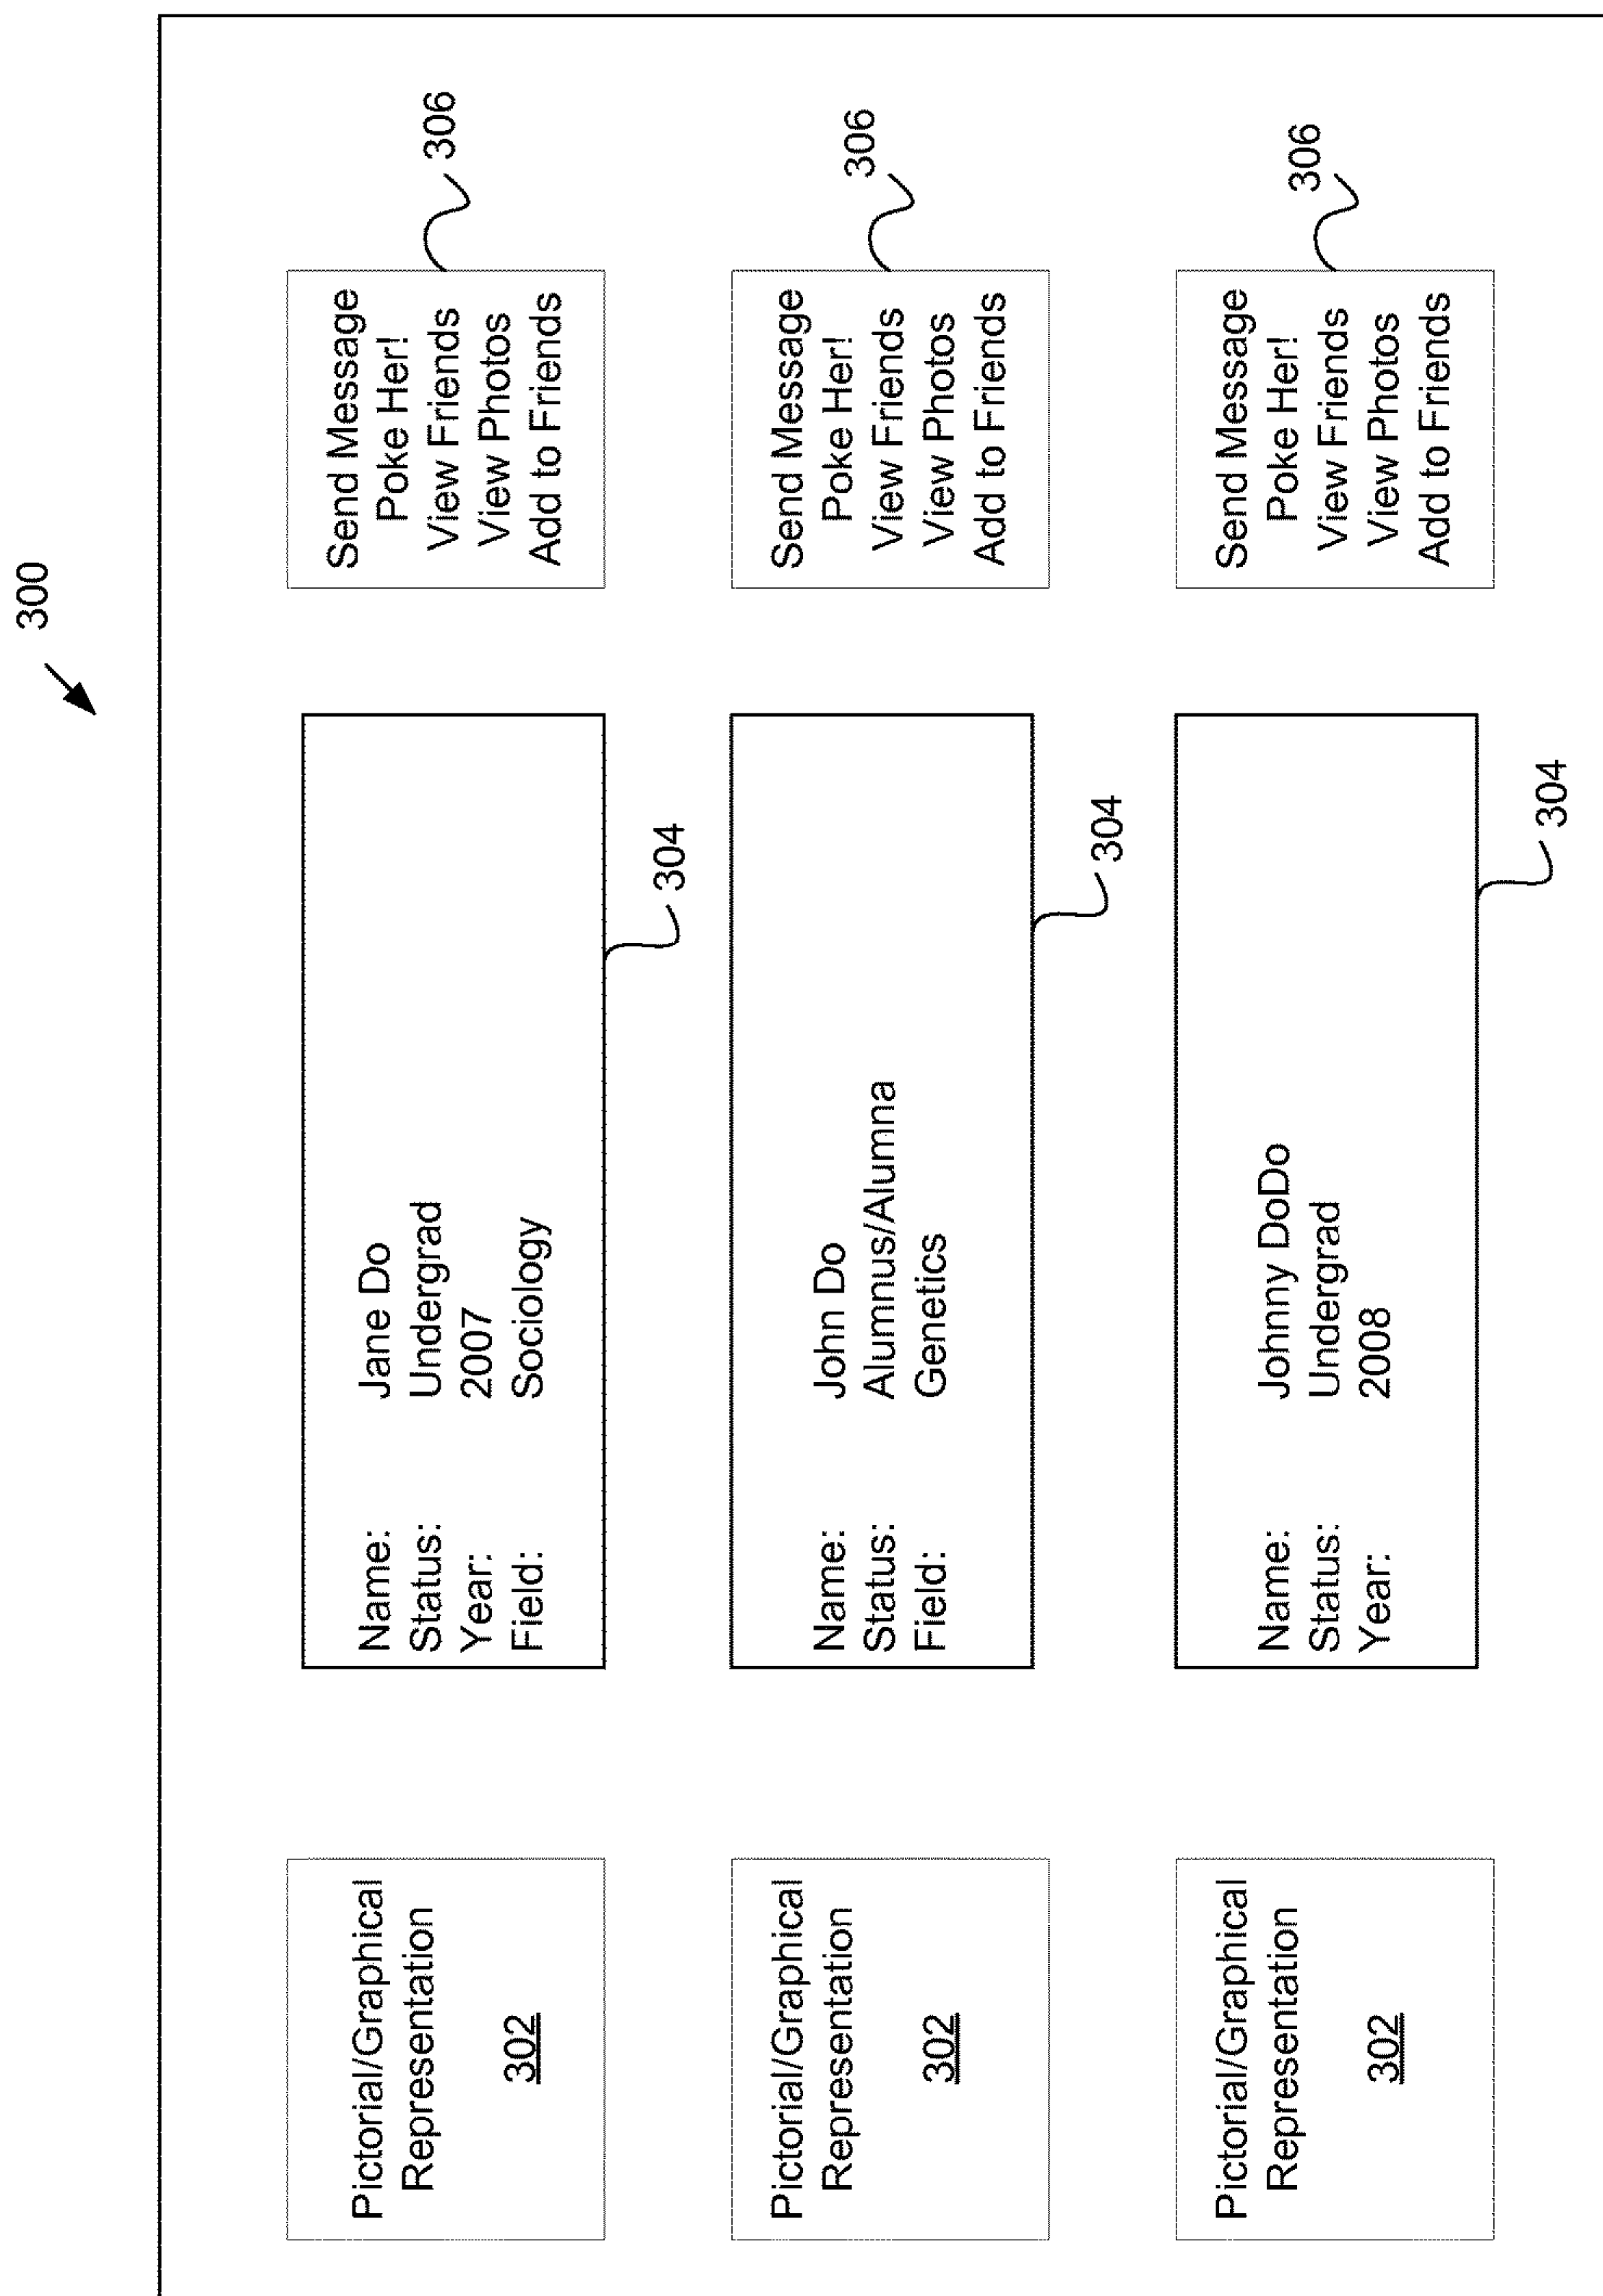 300
Pictorial/Graphical
Representation
302
Name: Jane Do
Status: Undergrad
Year: 2007
Field: Sociology
304
Send Message
Poke Her!
View Friends
View Photos
Add to Friends
306
Pictorial/Graphical
Representation
302
Name: John Do
Status: Alumnus/Alumna
Field: Genetics
304
Send Message
Poke Her!
View Friends
View Photos
Add to Friends
306
Pictorial/Graphical
Representation
302
Name: Johnny DoDo
Status: Undergrad
Year: 2008
304
Send Message
Poke Her!
View Friends
View Photos
Add to Friends
306